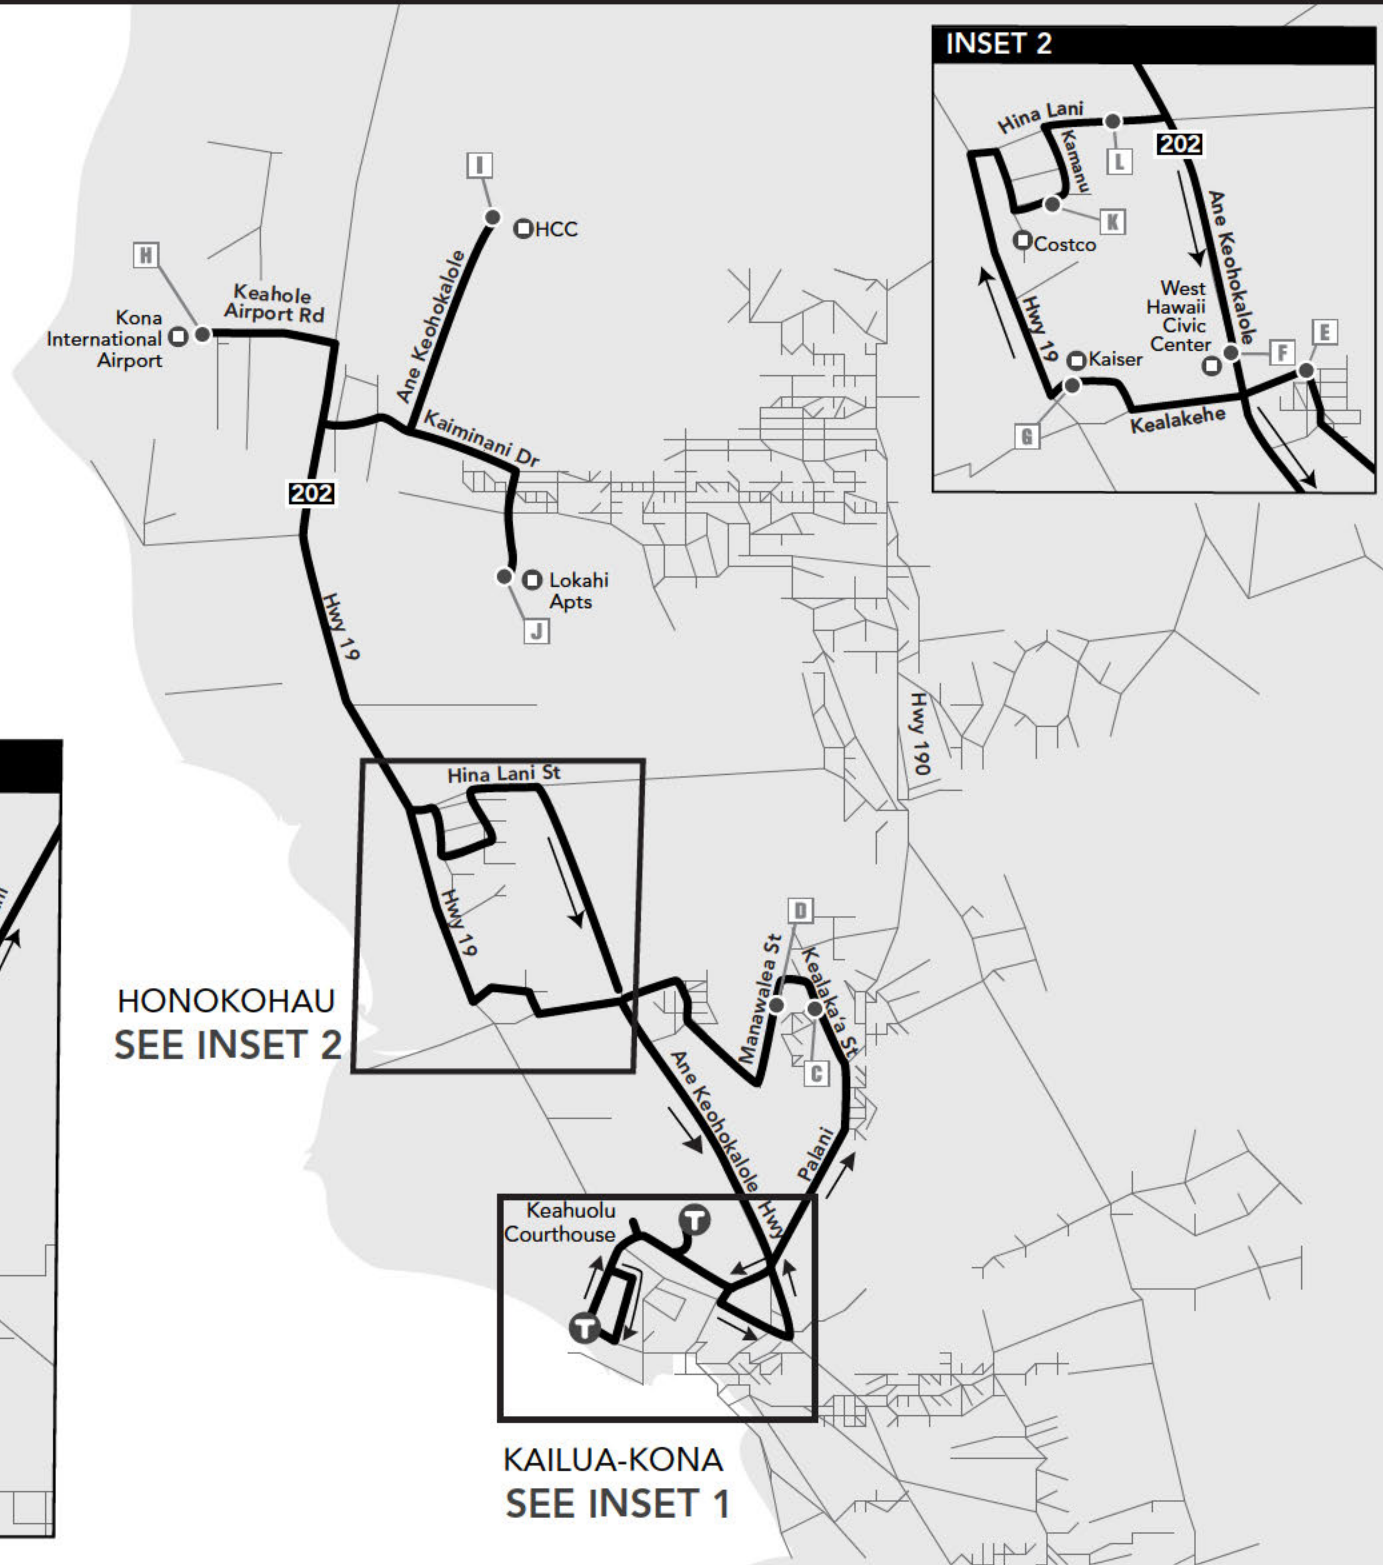 INSET 2
Hina Lani
Kamanu
L
202
K
Costco
Ane Keohokalole
West
Hawaii
Civic
Center
Hwy 19
Kaiser
F
E
G
Kealakehe
I
HCC
H
Keahole
Airport Rd
Kona
International
Airport
Ane Keohokalole
Kaiminani Dr
202
Lokahi
Apts
J
Hwy 19
Hwy 190
Hina Lani St
Hwy 19
HONOKOHAU
SEE INSET 2
D
Manawalea St
Kealaka'a St
C
Ane Keohokalole Hwy
Palani
Keahuolu
Courthouse
T
T
KAILUA-KONA
SEE INSET 1